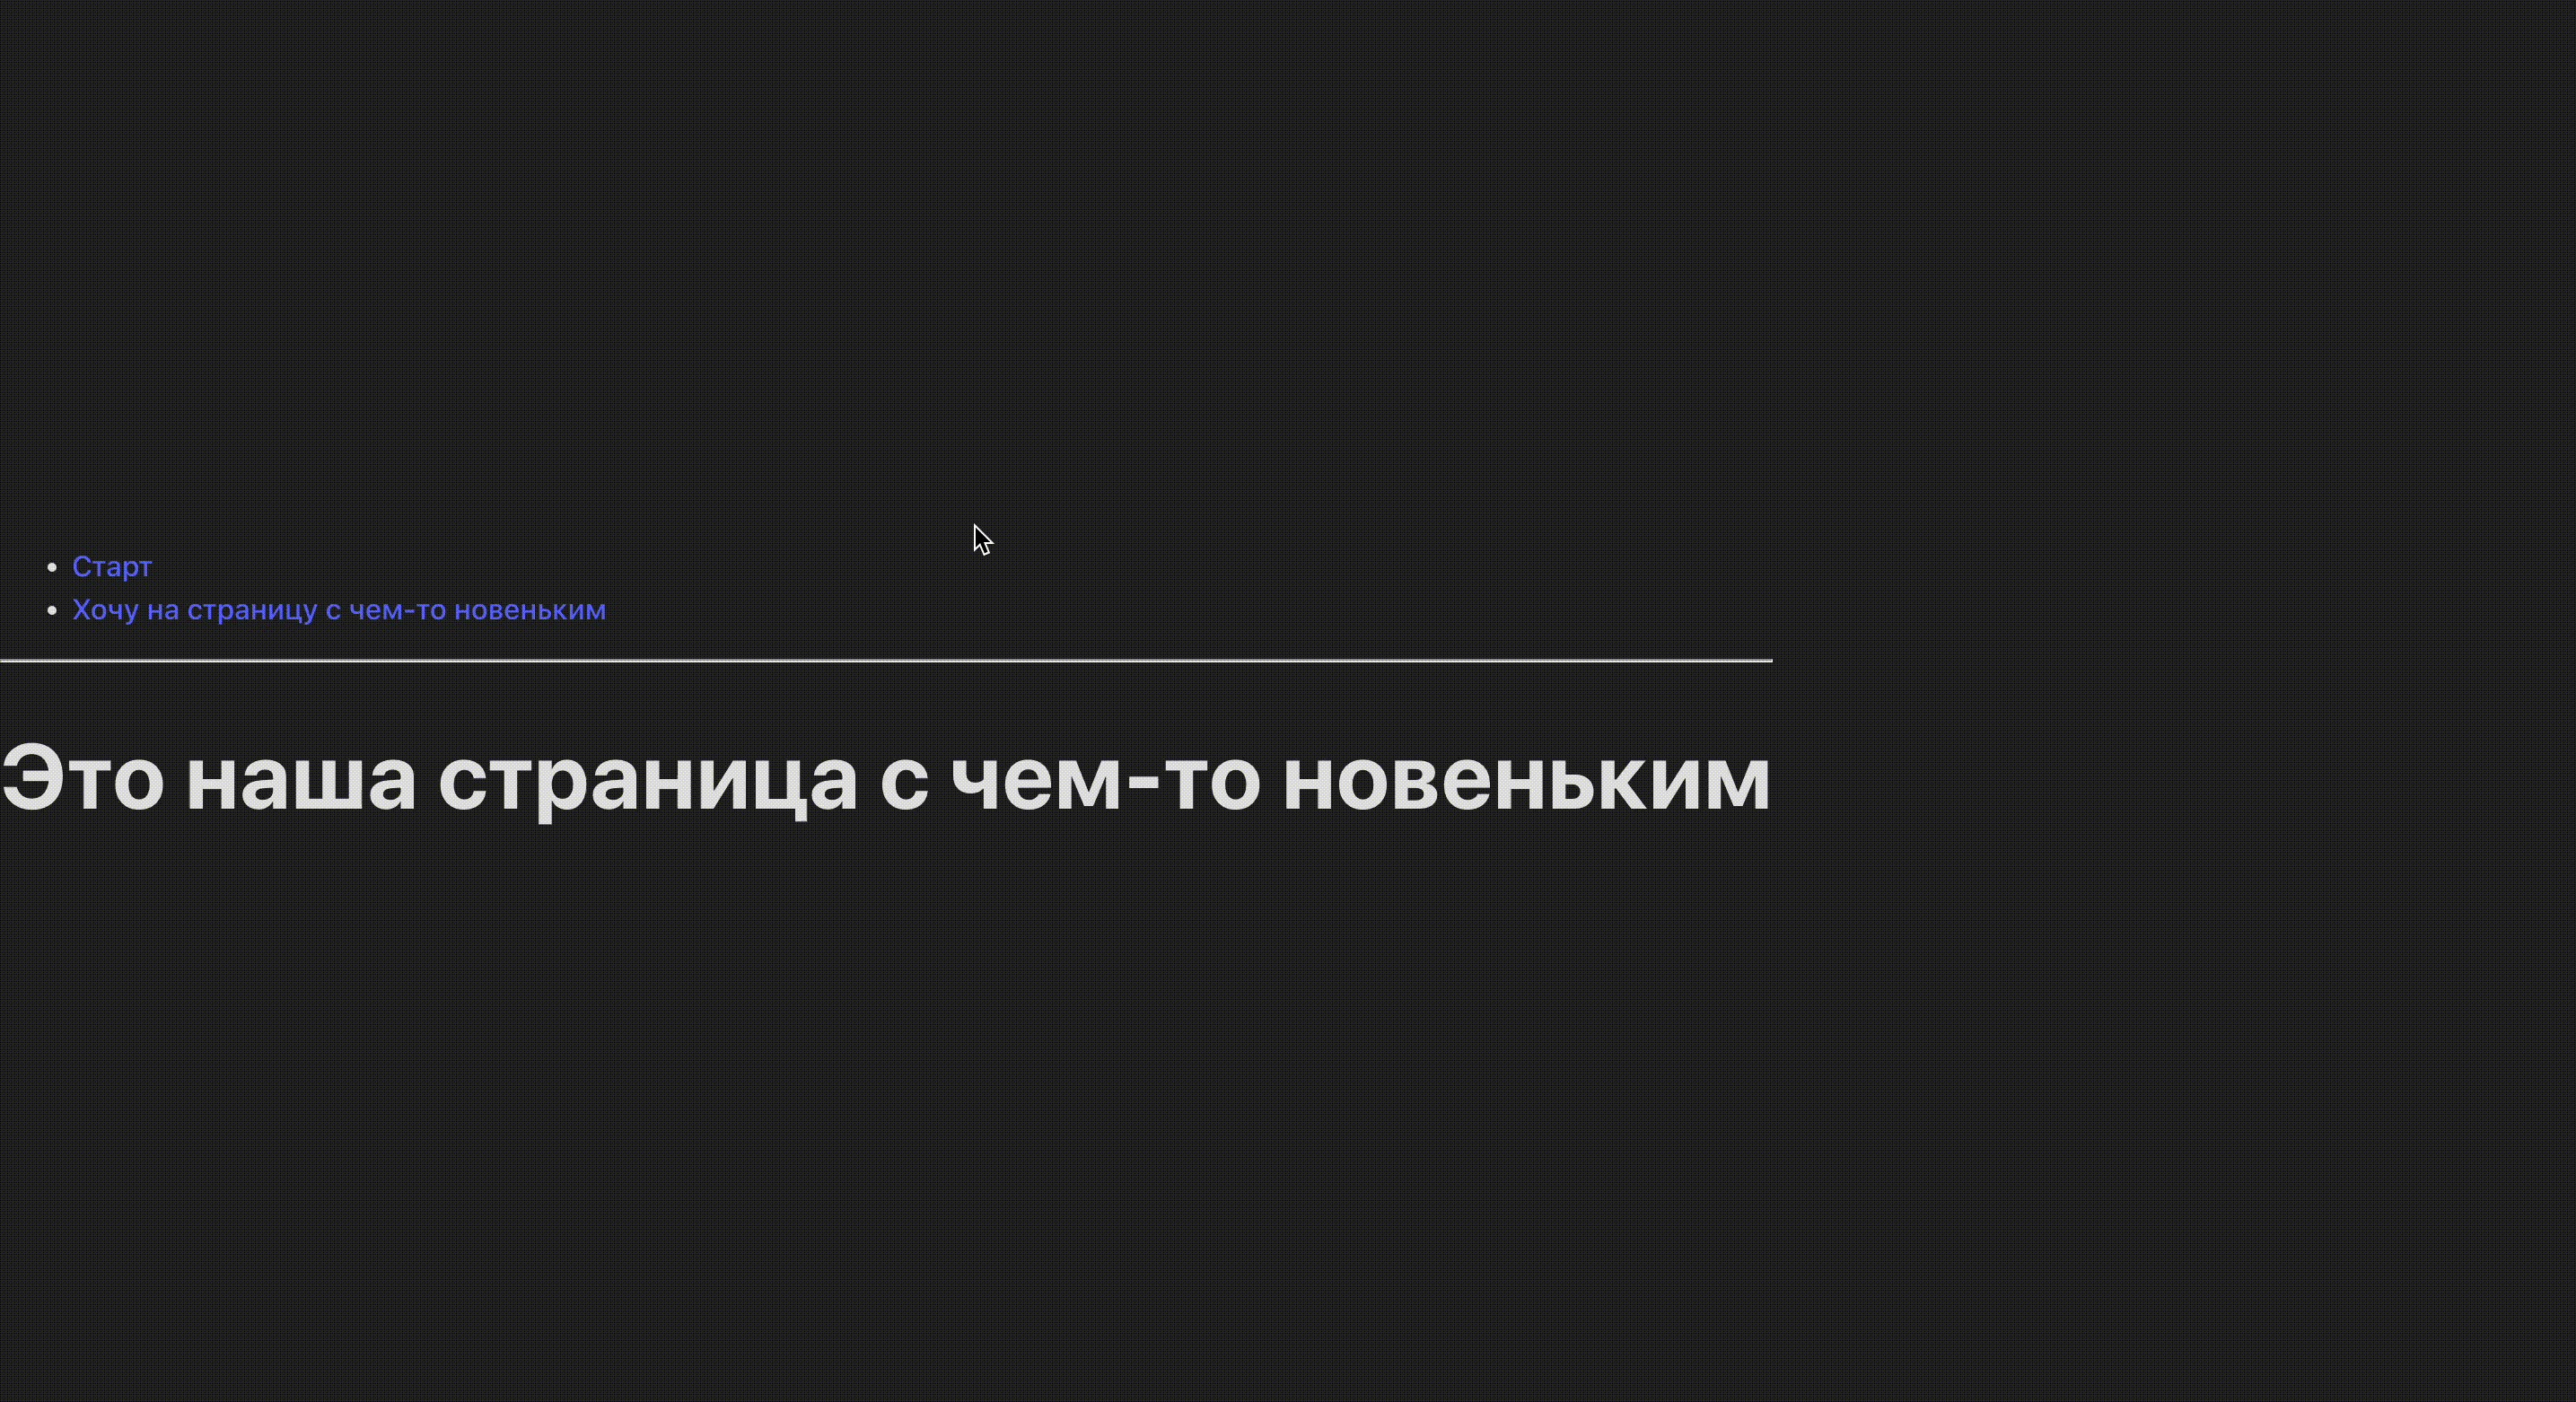 Старт
Хочу на страницу с чем-то новеньким
Это наша страница с чем-то новеньким